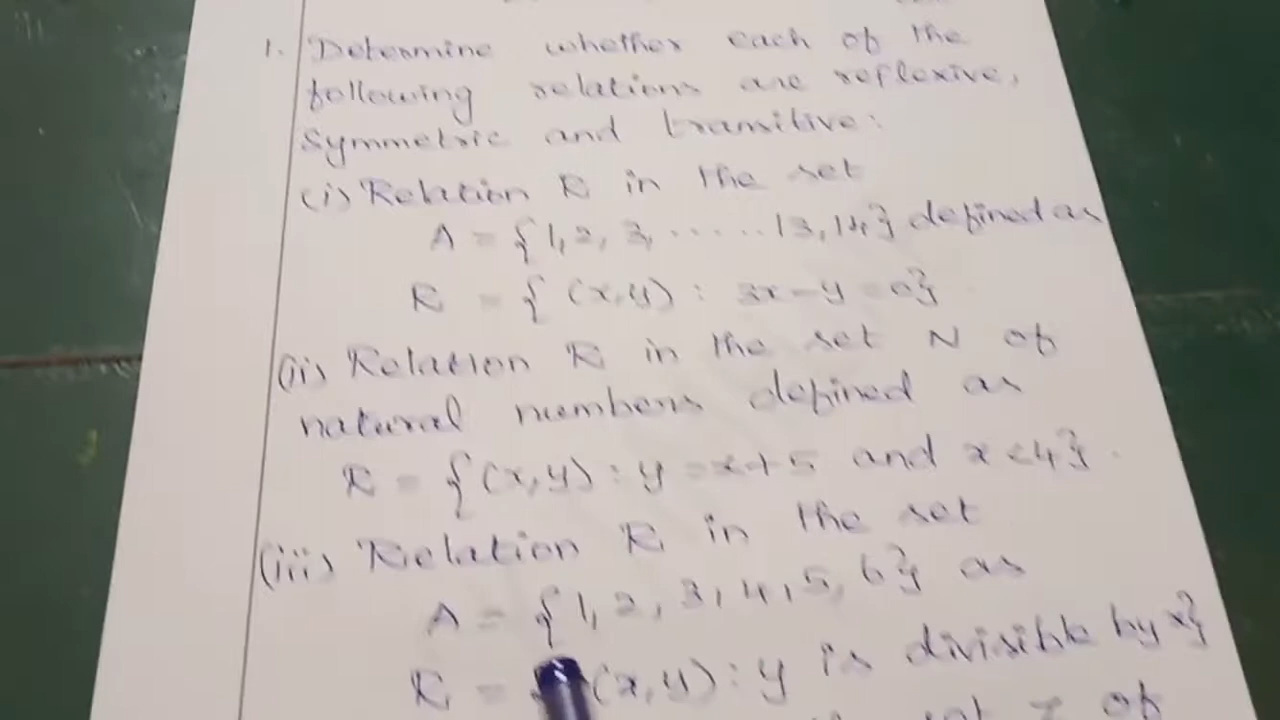 1. Determine whether each of the
following relations are reflexive,
Symmetric and transitive:
(i) Relation R in the set
A = {1, 2, 3, ...... 13, 14} defined as
R = { (x,y) : 3x - y = 0}
(ii) Relation R in the set N of
natural numbers defined as
R = {(x,y) : y = x + 5 and x < 4}.
(iii) Relation R in the set
A = {1, 2, 3, 4, 5, 6} as
R = (x,y) : y is divisible by x}
set Z of